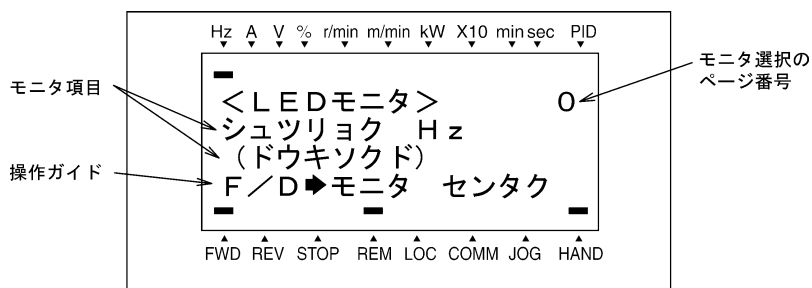 Hz A V % r/min m/min kW X10 min sec PID
モニタ選択の
ページ番号
モニタ項目
<LEDモニタ> 0
シュツリョク Hz
(ドウキソクド)
操作ガイド
F/D➡モニタ センタク
FWD REV STOP REM LOC COMM JOG HAND